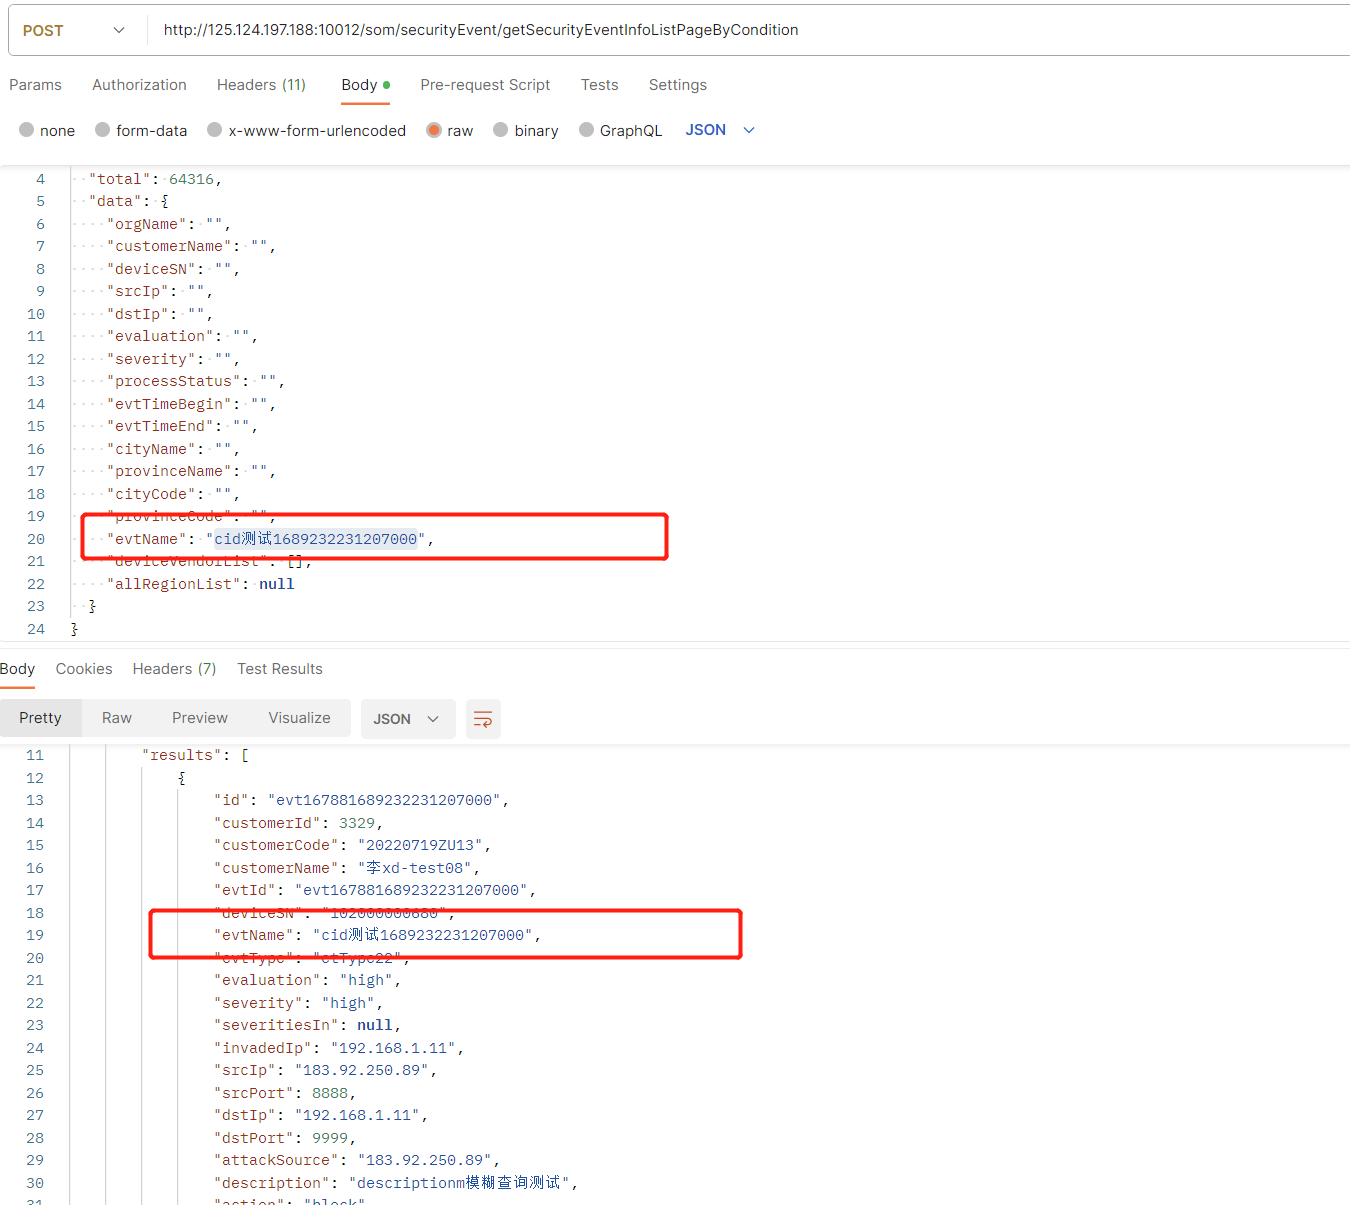 POST http://125.124.197.188:10012/som/securityEvent/getSecurityEventInfoListPageByCondition
Params Authorization Headers (11) Body Pre-request Script Tests Settings
none form-data x-www-form-urlencoded raw binary GraphQL JSON
4 "total": 64316,
5 "data": {
6 "orgName": "",
7 "customerName": "",
8 "deviceSN": "",
9 "srcIp": "",
10 "dstIp": "",
11 "evaluation": "",
12 "severity": "",
13 "processStatus": "",
14 "evtTimeBegin": "",
15 "evtTimeEnd": "",
16 "cityName": "",
17 "provinceName": "",
18 "cityCode": "",
19 "provinceCode": "",
20 "evtName": "cid测试1689232231207000",
21 "deviceVendorList": [],
22 "allRegionList": null
23 }
24 }
Body Cookies Headers (7) Test Results
Pretty Raw Preview Visualize JSON
11 "results": [
12 {
13 "id": "evt167881689232231207000",
14 "customerId": 3329,
15 "customerCode": "20220719ZU13",
16 "customerName": "李xd-test08",
17 "evtId": "evt167881689232231207000",
18 "deviceSN": "102000000680",
19 "evtName": "cid测试1689232231207000",
20 "evtType": "etType22",
21 "evaluation": "high",
22 "severity": "high",
23 "severitiesIn": null,
24 "invadedIp": "192.168.1.11",
25 "srcIp": "183.92.250.89",
26 "srcPort": 8888,
27 "dstIp": "192.168.1.11",
28 "dstPort": 9999,
29 "attackSource": "183.92.250.89",
30 "description": "descriptionm模糊查询测试",
31 "action": "block"